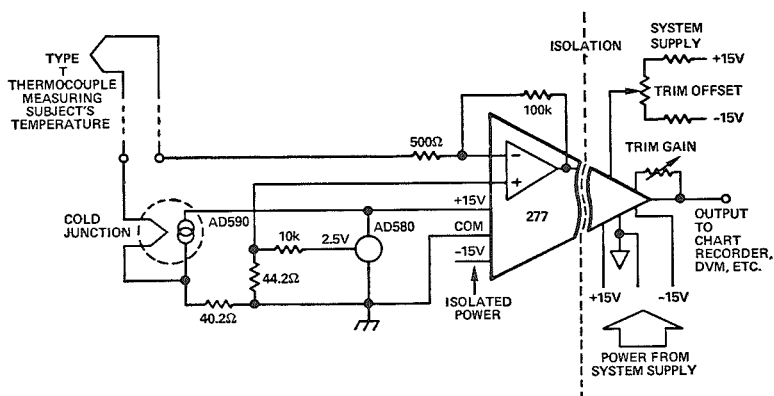 TYPE
T
THERMOCOUPLE
MEASURING
SUBJECT'S
TEMPERATURE
ISOLATION
SYSTEM
SUPPLY
+15V
TRIM OFFSET
-15V
100k
500Ω
TRIM GAIN
−
+
+15V
277
COLD
JUNCTION
AD590
10k
2.5V
AD580
COM
-15V
OUTPUT
TO
CHART
RECORDER,
DVM, ETC.
44.2Ω
40.2Ω
ISOLATED
POWER
+15V
-15V
POWER FROM
SYSTEM SUPPLY